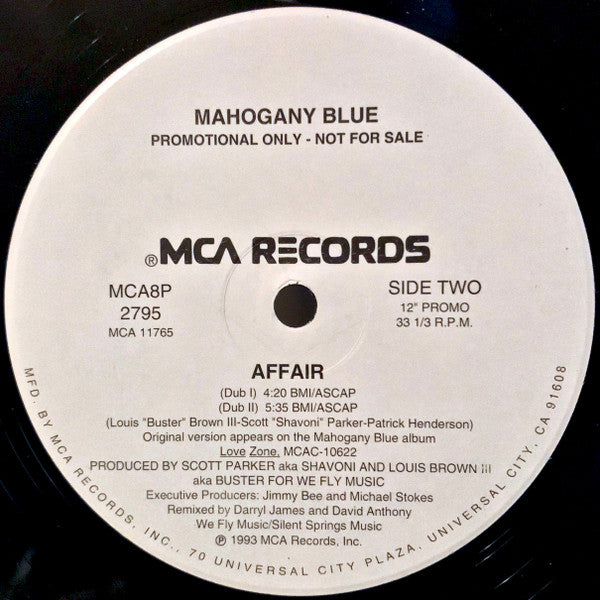 MAHOGANY BLUE
PROMOTIONAL ONLY - NOT FOR SALE
®MCA RECORDS
MCA8P
2795
MCA 11765
SIDE TWO
12" PROMO
33 1/3 R.P.M.
AFFAIR
(Dub I) 4:20 BMI/ASCAP
(Dub II) 5:35 BMI/ASCAP
(Louis "Buster" Brown III-Scott "Shavoni" Parker-Patrick Henderson)
Original version appears on the Mahogany Blue album
Love Zone, MCAC-10622
PRODUCED BY SCOTT PARKER aka SHAVONI AND LOUIS BROWN III
aka BUSTER FOR WE FLY MUSIC
Executive Producers: Jimmy Bee and Michael Stokes
Remixed by Darryl James and David Anthony
We Fly Music/Silent Springs Music
℗ 1993 MCA Records, Inc.
MFD. BY MCA RECORDS, INC., 70 UNIVERSAL CITY PLAZA, UNIVERSAL CITY, CA 91608